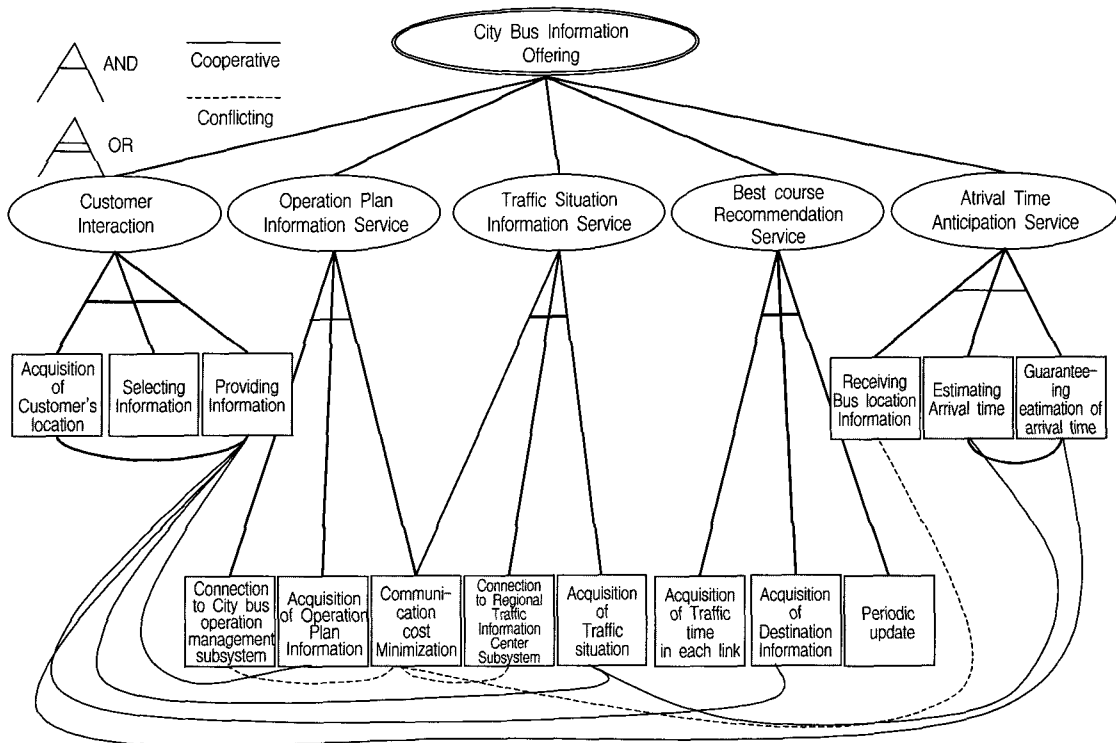 City Bus Information
Offering
AND
Cooperative
Conflicting
OR
Customer
Interaction
Operation Plan
Information Service
Traffic Situation
Information Service
Best course
Recommendation
Service
Atrival Time
Anticipation Service
Acquisition
of
Customer's
location
Selecting
Information
Providing
Information
Receiving
Bus location
Information
Estimating
Arrival time
Guarantee-
ing
eatimation of
arrival time
Connection
to City bus
operation
management
subsystem
Acquisition
of Operation
Plan
Information
Communi-
cation
cost
Minimization
Connection
to Regional
Traffic
Information
Center
Subsystem
Acquisition
of
Traffic
situation
Acquisition
of Traffic
time
in each link
Acquisition
of
Destination
Information
Periodic
update